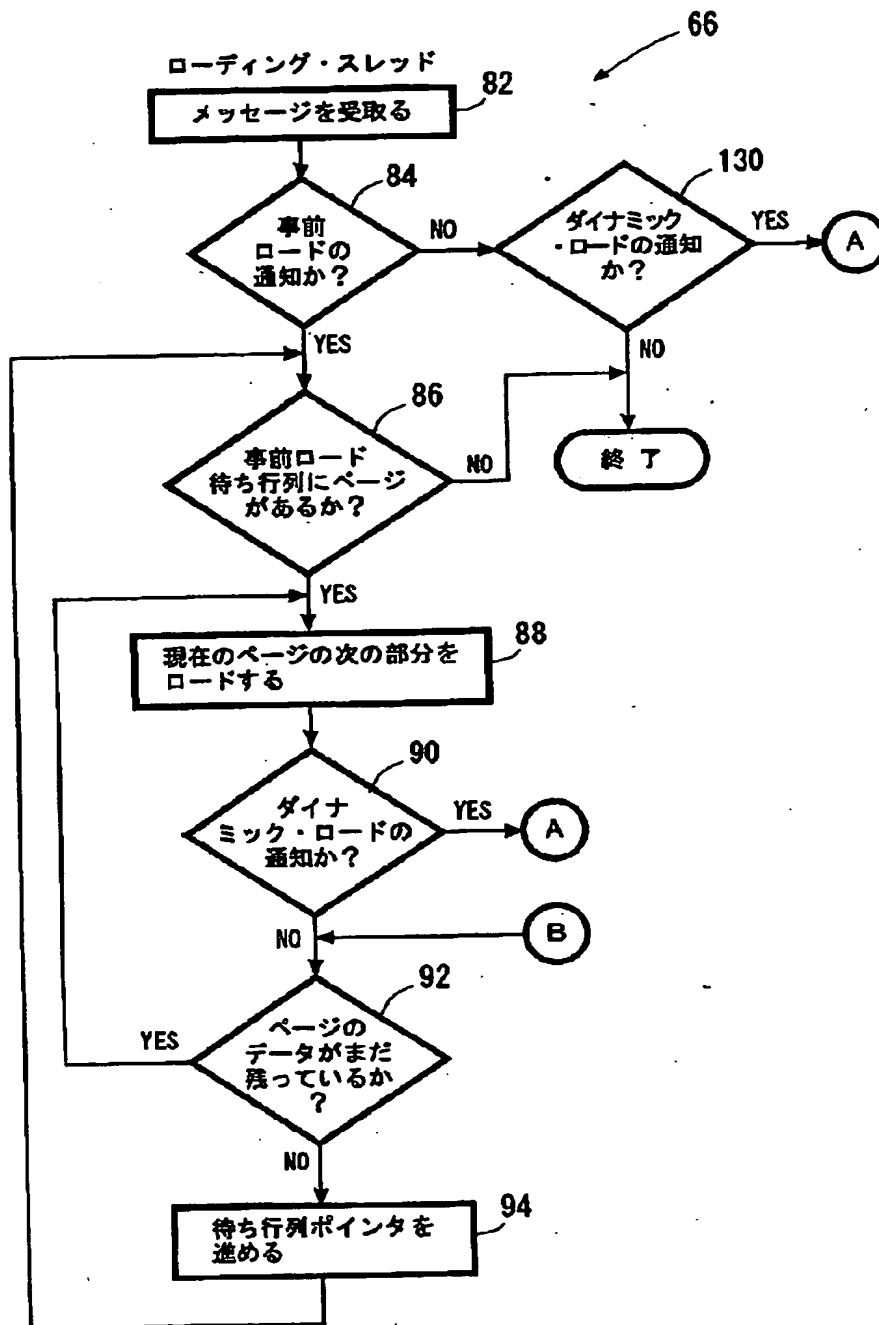 66
ローディング・スレッド
メッセージを受取る
82
84
事前
ロードの
通知か?
NO
130
ダイナミック
・ロードの通知
か?
YES
A
YES
NO
86
事前ロード
待ち行列にページ
があるか?
NO
終了
YES
現在のページの次の部分を
ロードする
88
90
ダイナ
ミック・ロードの
通知か?
YES
A
NO
B
92
ページの
データがまだ
残っているか
?
YES
NO
待ち行列ポインタを
進める
94